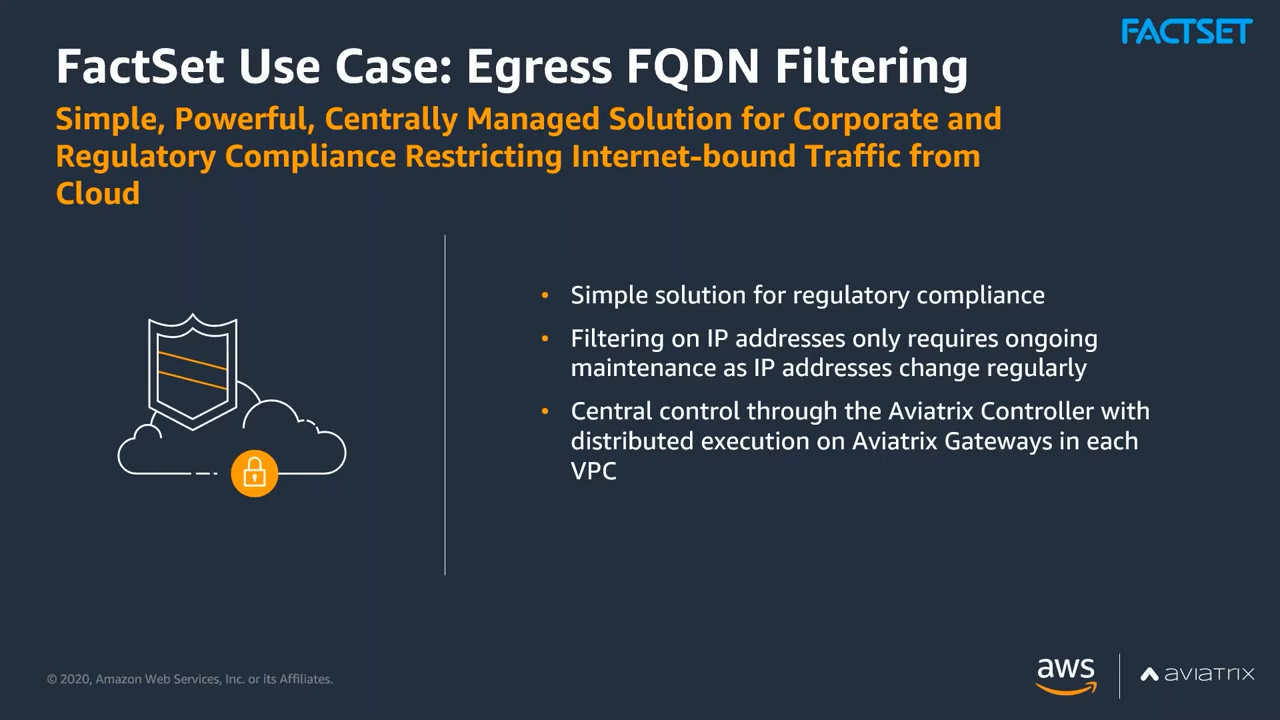 FACTSET
FactSet Use Case: Egress FQDN Filtering
Simple, Powerful, Centrally Managed Solution for Corporate and
Regulatory Compliance Restricting Internet-bound Traffic from
Cloud
• Simple solution for regulatory compliance
• Filtering on IP addresses only requires ongoing
maintenance as IP addresses change regularly
• Central control through the Aviatrix Controller with
distributed execution on Aviatrix Gateways in each
VPC
© 2020, Amazon Web Services, Inc. or its Affiliates.
aws
aviatrix